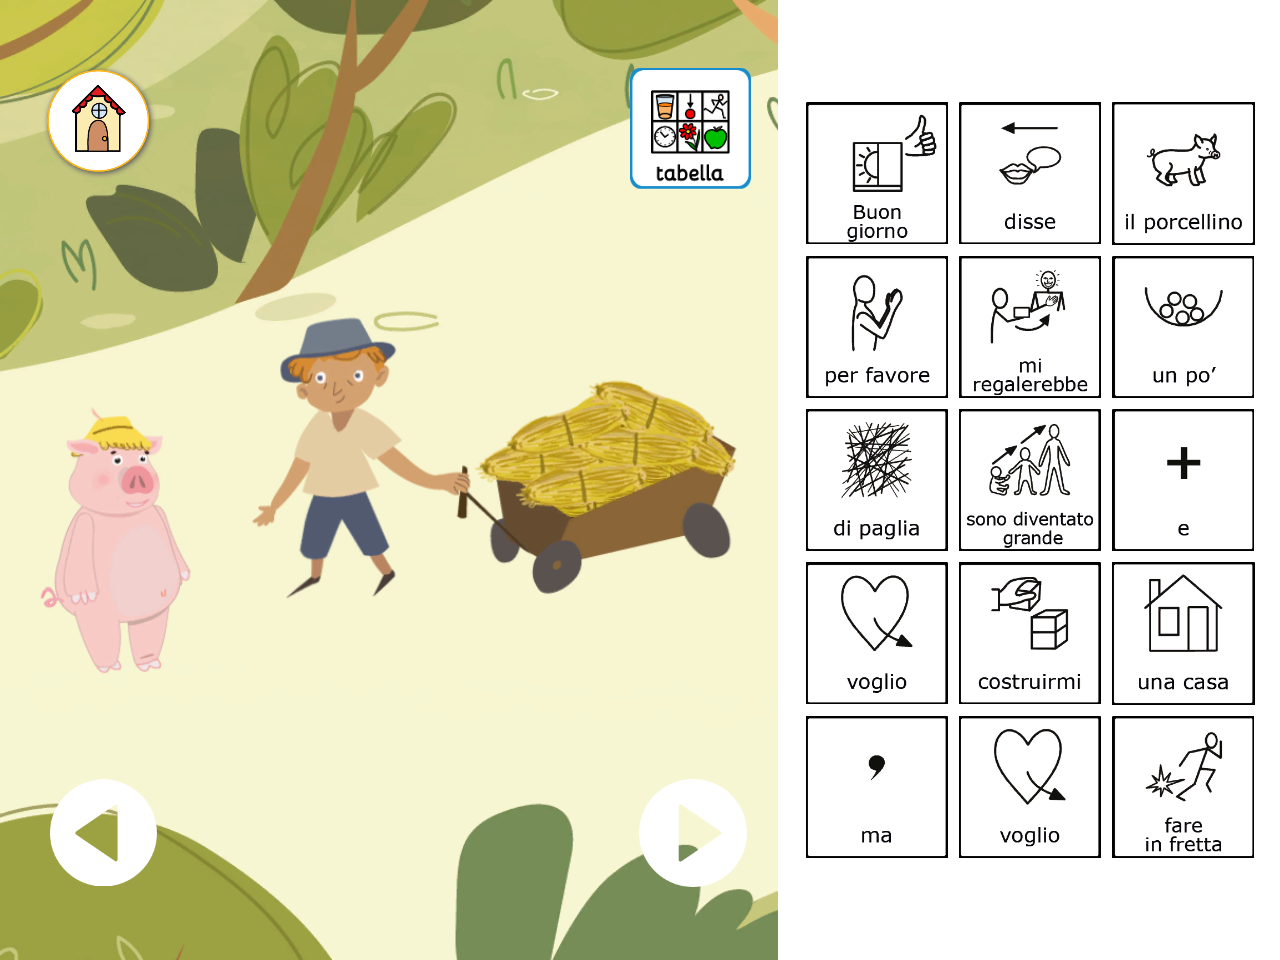 tabella
Buon
giorno
disse
il porcellino
per favore
mi
regalerebbe
un po’
di paglia
sono diventato
grande
e
voglio
costruirmi
una casa
ma
voglio
fare
in fretta